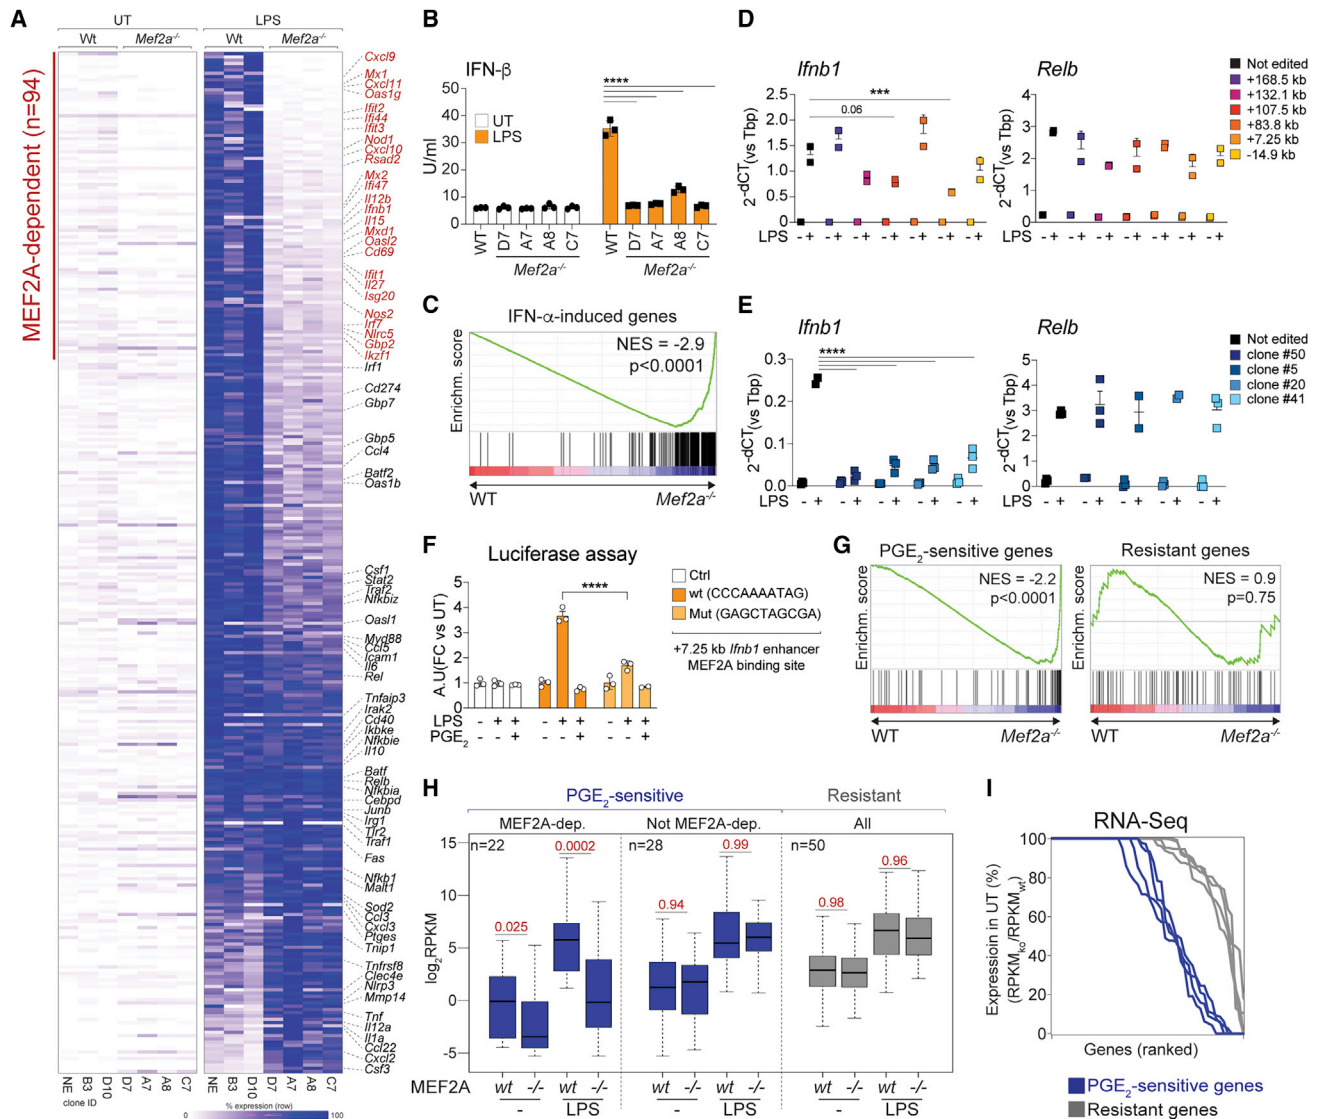 A
UT
LPS
Wt
Mef2a-/-
Wt
Mef2a-/-
MEF2A-dependent (n=94)
Cxcl9
Mx1
Cxcl11
Oas1g
Ifit2
Ifi44
Ifit3
Nod1
Cxcl10
Rsad2
Mx2
Ifi47
Il12b
Ifnb1
Il15
Mxd1
Oasl2
Cd69
Ifit1
Il27
Isg20
Nos2
Irf7
Nlrc5
Gbp2
Ikzf1
Irf1
Cd274
Gbp7
Gbp5
Ccl4
Batf2
Oas1b
Csf1
Stat2
Traf2
Nfkbiz
Oasl1
Myd88
Ccl5
Icam1
Il6
Rel
Tnfaip3
Irak2
Cd40
Ikbke
Nfkbie
Il10
Batf
Relb
Nfkbia
Cebpd
Junb
Irg1
Tlr2
Traf1
Fas
Nfkb1
Malt1
Sod2
Ccl3
Cxcl3
Ptges
Tnip1
Tnfrsf8
Clec4e
Nlrp3
Mmp14
Tnf
Il12a
Il1a
Ccl22
Cxcl2
Csf3
NE B3 D10 D7 A7 A8 C7 NE B3 D10 D7 A7 A8 C7
clone ID
% expression (row)
0 100
B
IFN-β
U/ml
50
40
30
20
10
0
UT
LPS
****
WT D7 A7 A8 C7 WT D7 A7 A8 C7
Mef2a-/- Mef2a-/-
C
IFN-α-induced genes
Enrichm. score
NES = -2.9
p<0.0001
WT Mef2a-/-
D
Ifnb1
2-dCT(vs Tbp)
2.5
2.0
1.5
1.0
0.5
0
***
0.06
LPS - + - + - + - + - + - + - +
Relb
2-dCT(vs Tbp)
4
3
2
1
0
LPS - + - + - + - + - + - + - +
Not edited
+168.5 kb
+132.1 kb
+107.5 kb
+83.8 kb
+7.25 kb
-14.9 kb
E
Ifnb1
2-dCT(vs Tbp)
0.3
0.2
0.1
0
****
LPS - + - + - + - + - +
Relb
2-dCT(vs Tbp)
5
4
3
2
1
0
LPS - + - + - + - + - +
Not edited
clone #50
clone #5
clone #20
clone #41
F
Luciferase assay
A.U(FC vs UT)
5
4
3
2
1
0
****
LPS - + + - + + - + +
PGE2 + + +
Ctrl
wt (CCCAAAATAG)
Mut (GAGCTAGCGA)
+7.25 kb Ifnb1 enhancer
MEF2A binding site
G
PGE2-sensitive genes
Enrichm. score
NES = -2.2
p<0.0001
WT Mef2a-/-
Resistant genes
Enrichm. score
NES = 0.9
p=0.75
WT Mef2a-/-
H
PGE2-sensitive
Resistant
MEF2A-dep.
Not MEF2A-dep.
All
log2RPKM
15
10
5
0
-5
n=22
n=28
n=50
0.025
0.0002
0.94
0.99
0.98
0.96
MEF2A wt -/- wt -/- wt -/- wt -/- wt -/- wt -/-
- LPS - LPS - LPS
I
RNA-Seq
Expressioin in UT (%)
(RPKMko/RPKMwt)
100
80
60
40
20
0
Genes (ranked)
PGE2-sensitive genes
Resistant genes